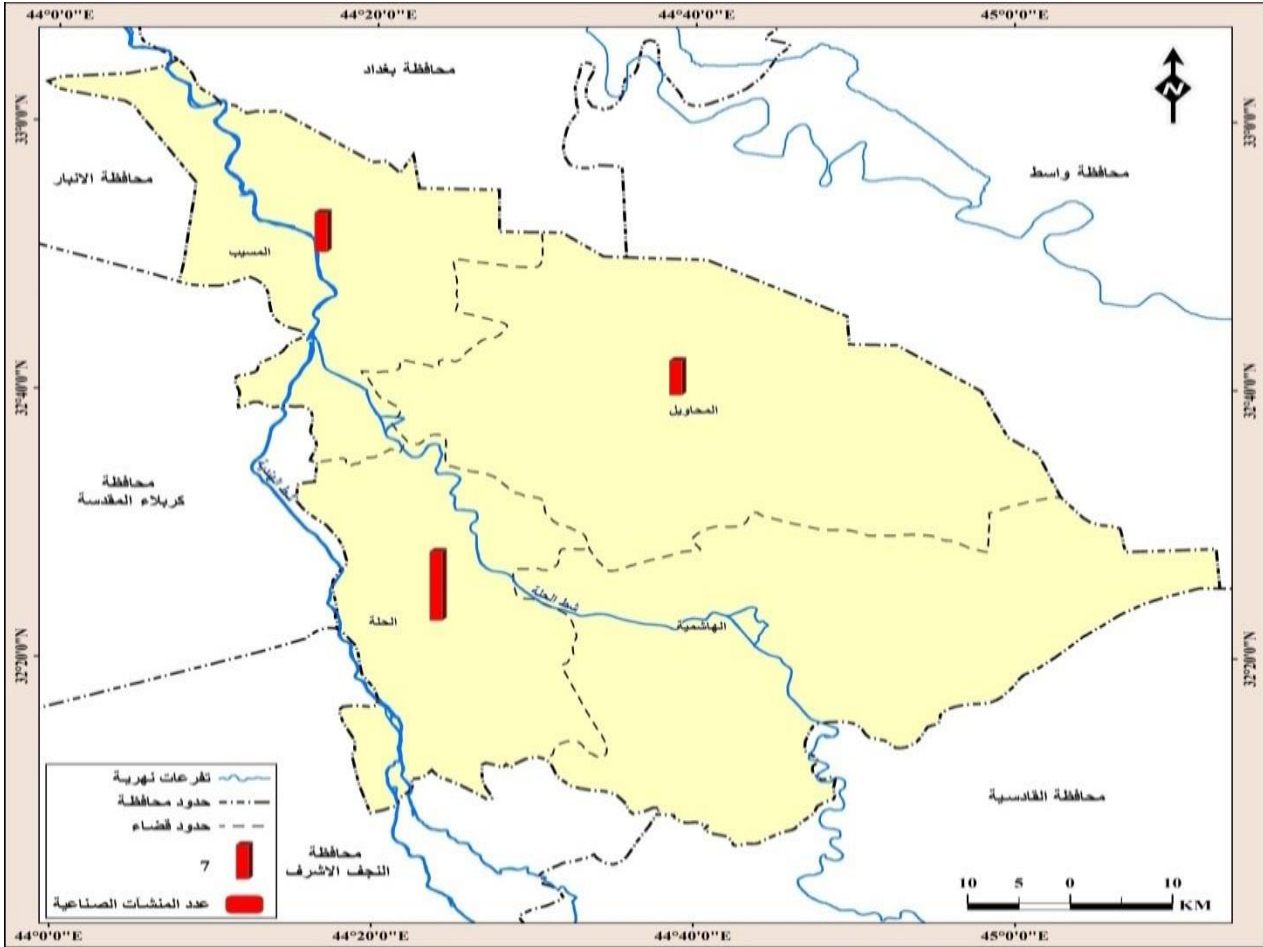 44°0'0"E
44°20'0"E
44°40'0"E
45°0'0"E
محافظة بغداد
33°0'0"N
33°0'0"N
محافظة الانبار
محافظة واسط
المسيب
32°40'0"N
32°40'0"N
المحاويل
شط الهندية
محافظة
كربلاء المقدسة
شط الحلة
الحلة
الهاشمية
32°20'0"N
32°20'0"N
محافظة القادسية
تفرعات نهرية
حدود محافظة
حدود قضاء
7
عدد المنشآت الصناعية
محافظة
النجف الاشرف
10 5 0 10
KM
44°0'0"E
44°20'0"E
44°40'0"E
45°0'0"E
N